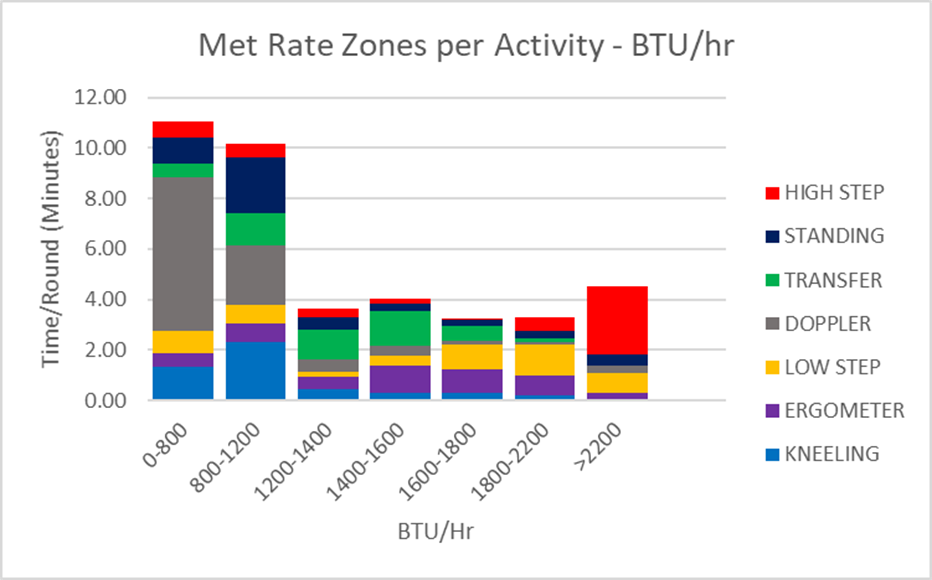 Met Rate Zones per Activity - BTU/hr
Time/Round (Minutes)
12.00
10.00
8.00
6.00
4.00
2.00
0.00
0-800
800-1200
1200-1400
1400-1600
1600-1800
1800-2200
>2200
BTU/Hr
HIGH STEP
STANDING
TRANSFER
DOPPLER
LOW STEP
ERGOMETER
KNEELING